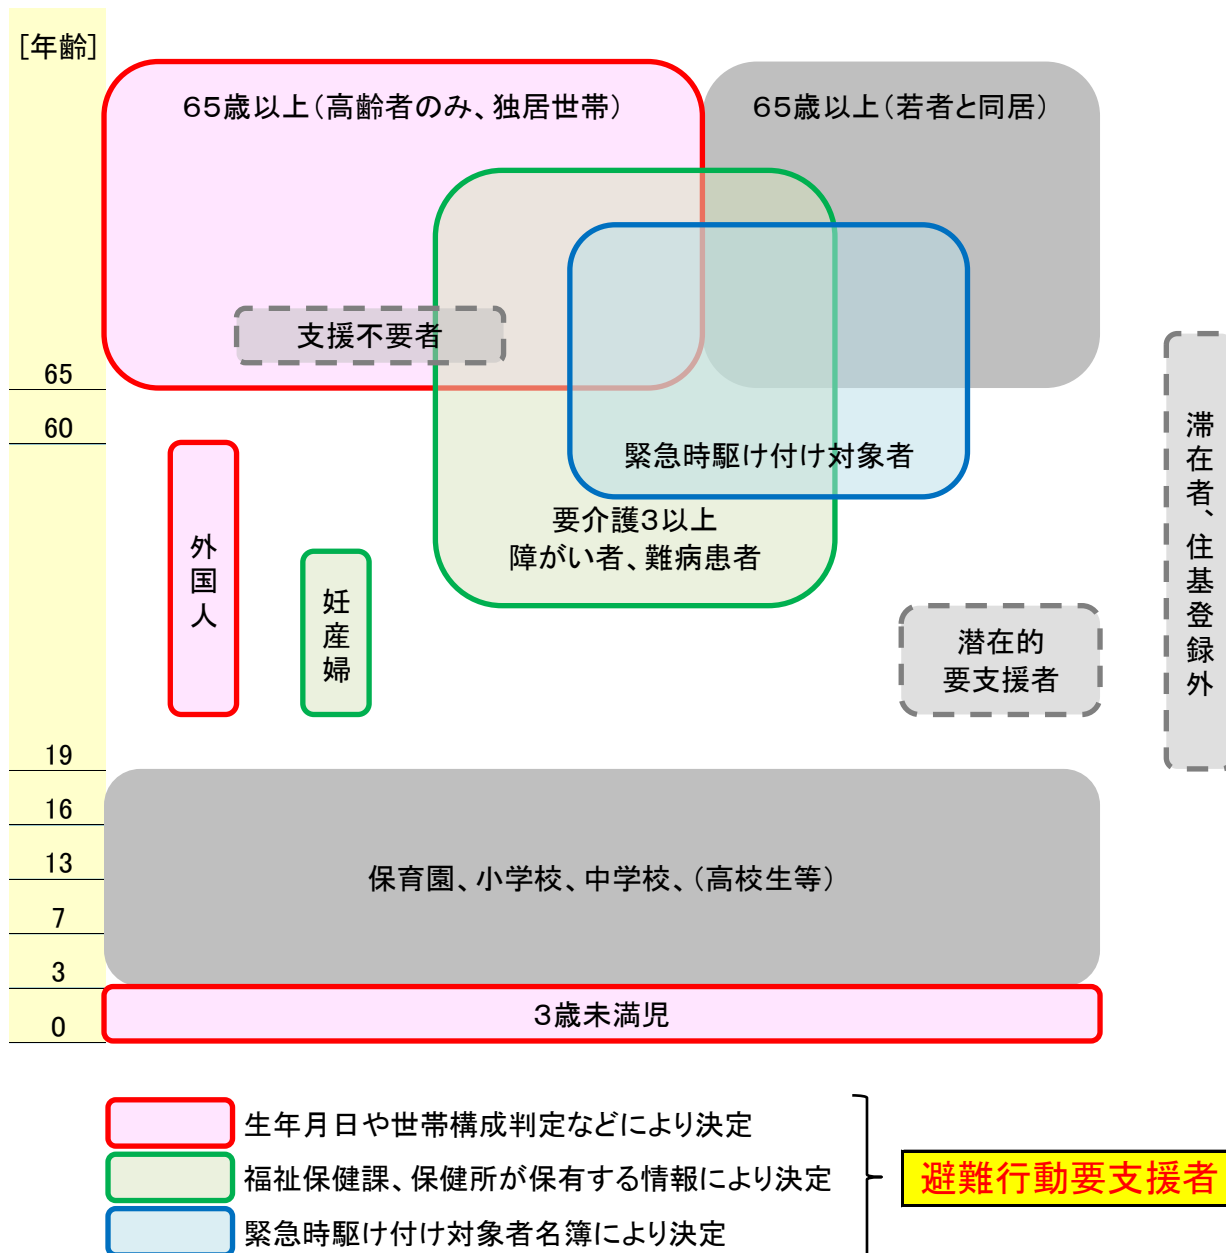 [年齢]
65歳以上(高齢者のみ、独居世帯)
65歳以上(若者と同居)
支援不要者
65
60
緊急時駆け付け対象者
要介護3以上
障がい者、難病患者
外国人
妊産婦
潜在的
要支援者
滞在者、住基登録外
19
16
13
7
3
0
保育園、小学校、中学校、(高校生等)
3歳未満児
生年月日や世帯構成判定などにより決定
福祉保健課、保健所が保有する情報により決定
緊急時駆け付け対象者名簿により決定
避難行動要支援者